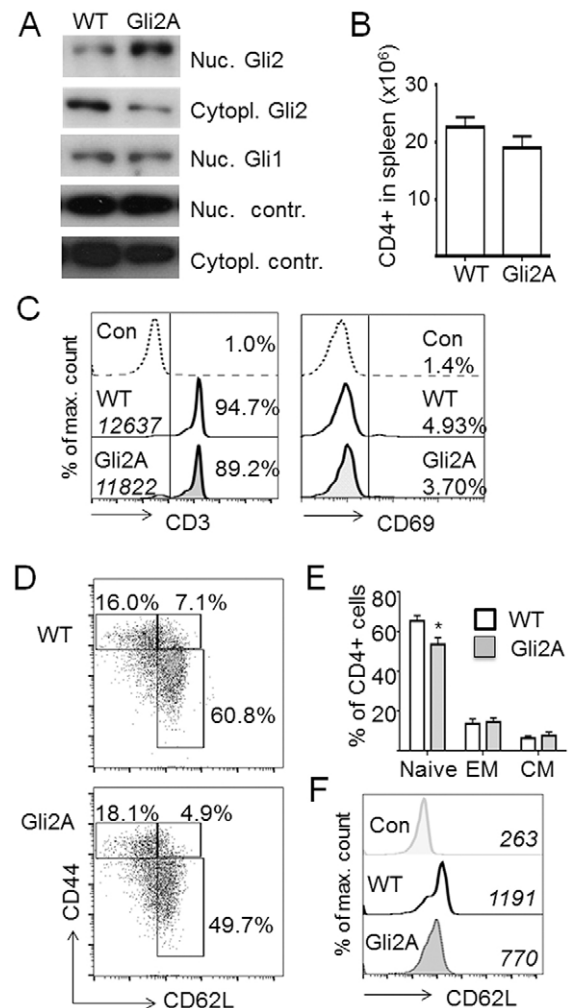 A
WT Gli2A
Nuc. Gli2
Cytopl. Gli2
Nuc. Gli1
Nuc. contr.
Cytopl. contr.
B
CD4+ in spleen (x10⁶)
30
20
10
WT Gli2A
C
% of max. count
Con 1.0%
WT 94.7%
12637
Gli2A 89.2%
11822
CD3
Con
1.4%
WT
4.93%
Gli2A
3.70%
CD69
D
WT
16.0% 7.1%
60.8%
Gli2A
18.1% 4.9%
49.7%
CD44
CD62L
E
% of CD4+ cells
80
60
40
20
*
WT
Gli2A
Naive EM CM
F
% of max. count
Con 263
WT 1191
Gli2A 770
CD62L